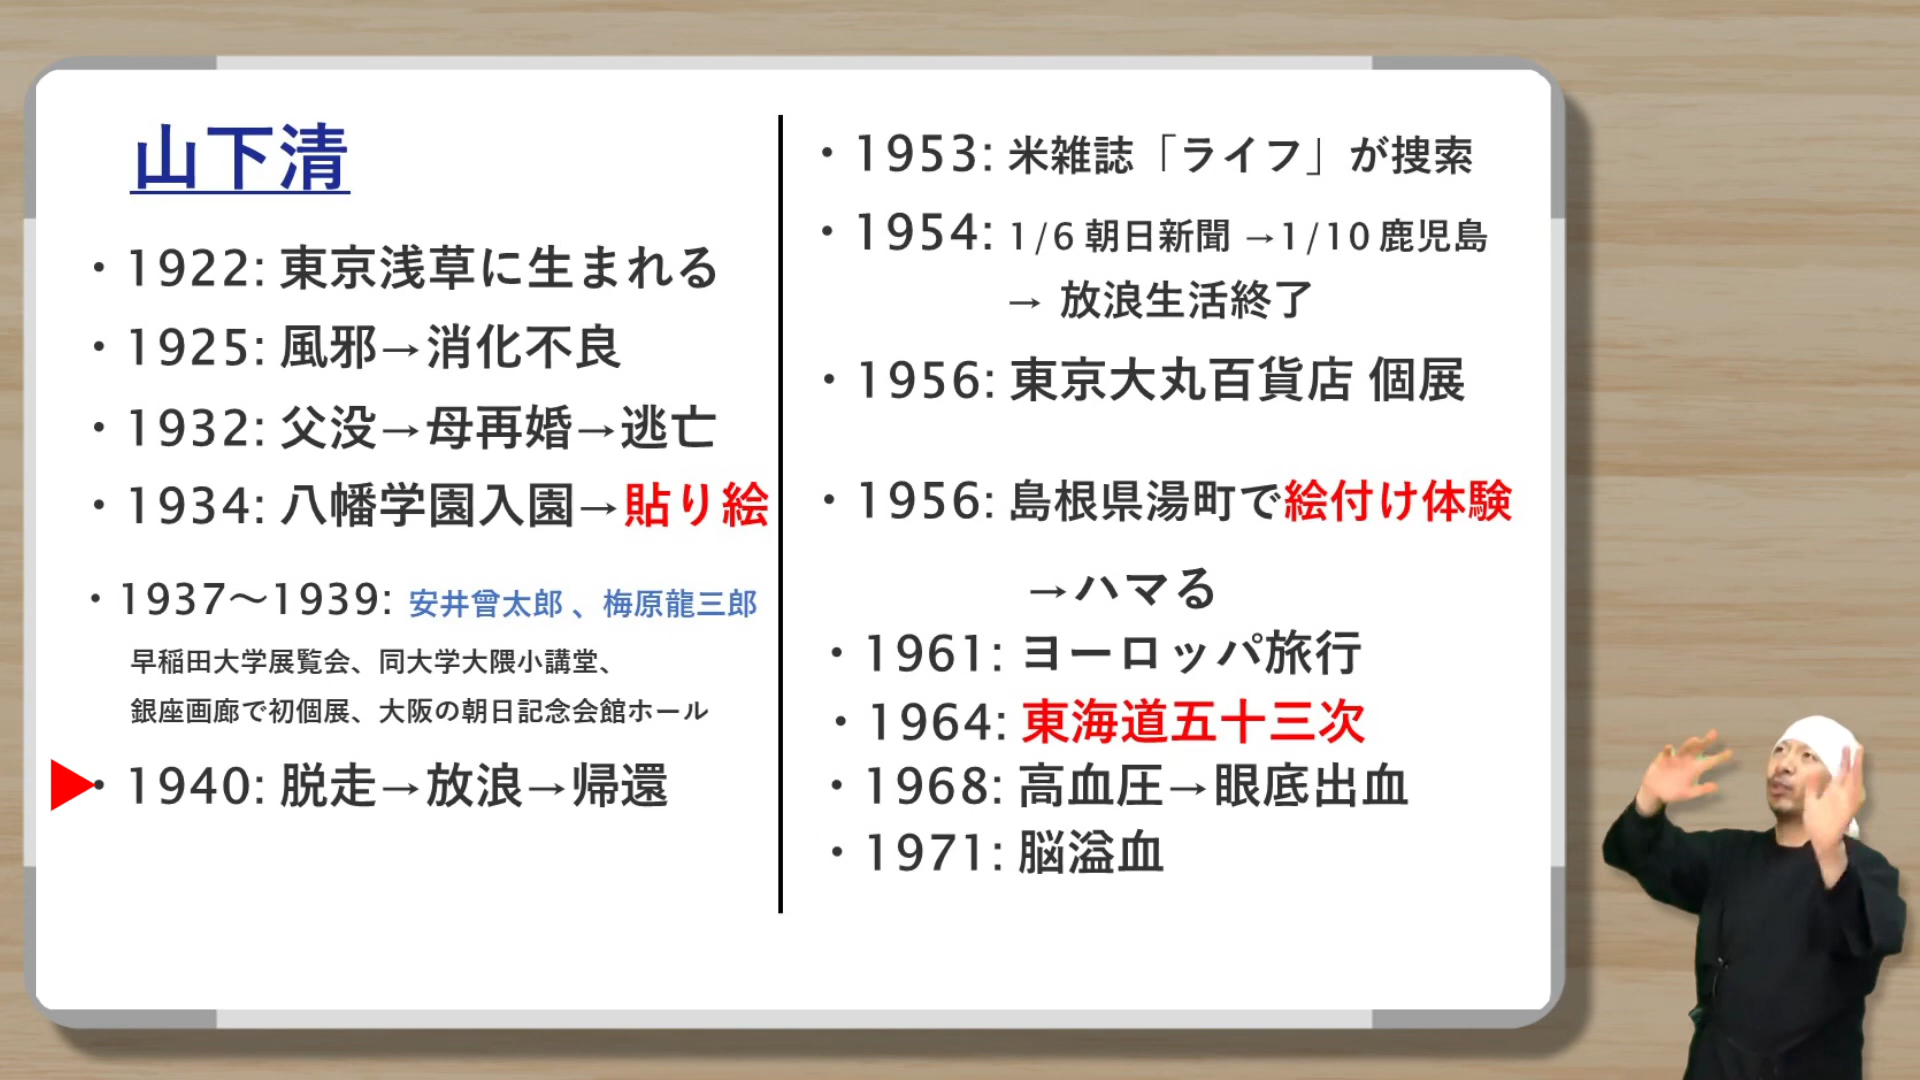 山下清
・1922: 東京浅草に生まれる
・1925: 風邪→消化不良
・1932: 父没→母再婚→逃亡
・1934: 八幡学園入園→貼り絵
・1937〜1939: 安井曾太郎、梅原龍三郎
早稲田大学展覧会、同大学大隈小講堂、
銀座画廊で初個展、大阪の朝日記念会館ホール
・1940: 脱走→放浪→帰還
・1953: 米雑誌「ライフ」が捜索
・1954: 1/6 朝日新聞 →1/10 鹿児島
→ 放浪生活終了
・1956: 東京大丸百貨店 個展
・1956: 島根県湯町で絵付け体験
→ハマる
・1961: ヨーロッパ旅行
・1964: 東海道五十三次
・1968: 高血圧→眼底出血
・1971: 脳溢血